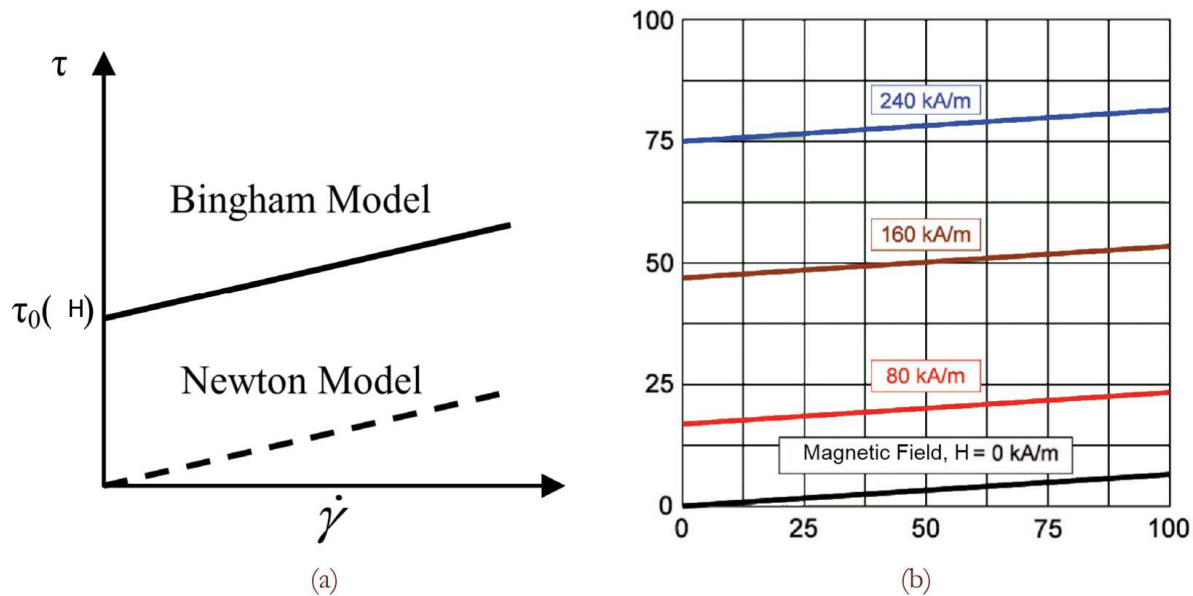 τ
Bingham Model
τ₀( H)
Newton Model
γ̇
(a)
100
240 kA/m
75
160 kA/m
50
80 kA/m
25
Magnetic Field, H = 0 kA/m
0
0 25 50 75 100
(b)